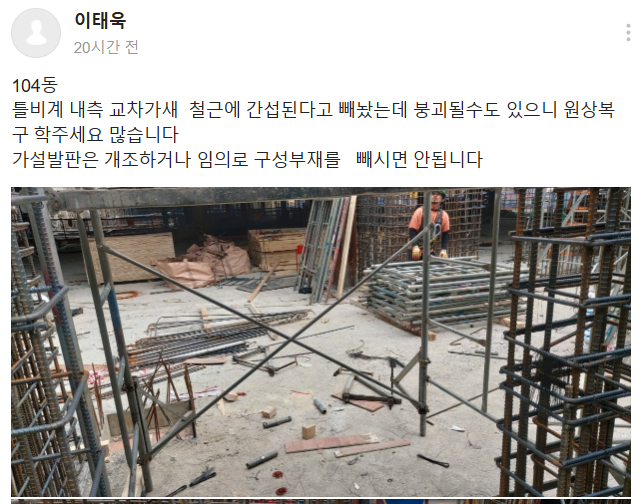 이태욱
20시간 전
104동
틀비계 내측 교차가새  철근에 간섭된다고 빼놨는데 붕괴될수도 있으니 원상복
구 학주세요 많습니다
가설발판은 개조하거나 임의로 구성부재를   빼시면 안됩니다